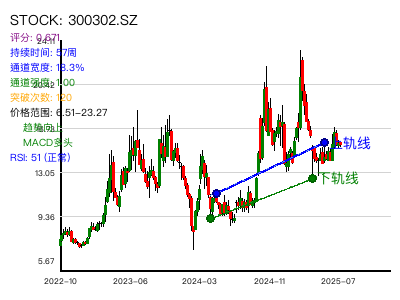 STOCK: 300302.SZ
评分: 0.671
持续时间: 57周
通道宽度: 18.3%
通道强度: 1.00
突破次数: 120
价格范围: 6.51~23.27
趋势向上
MACD多头
RSI: 51 (正常)
24.11
20.42
13.05
9.36
5.67
上轨线
下轨线
2022-10
2023-06
2024-03
2024-11
2025-07